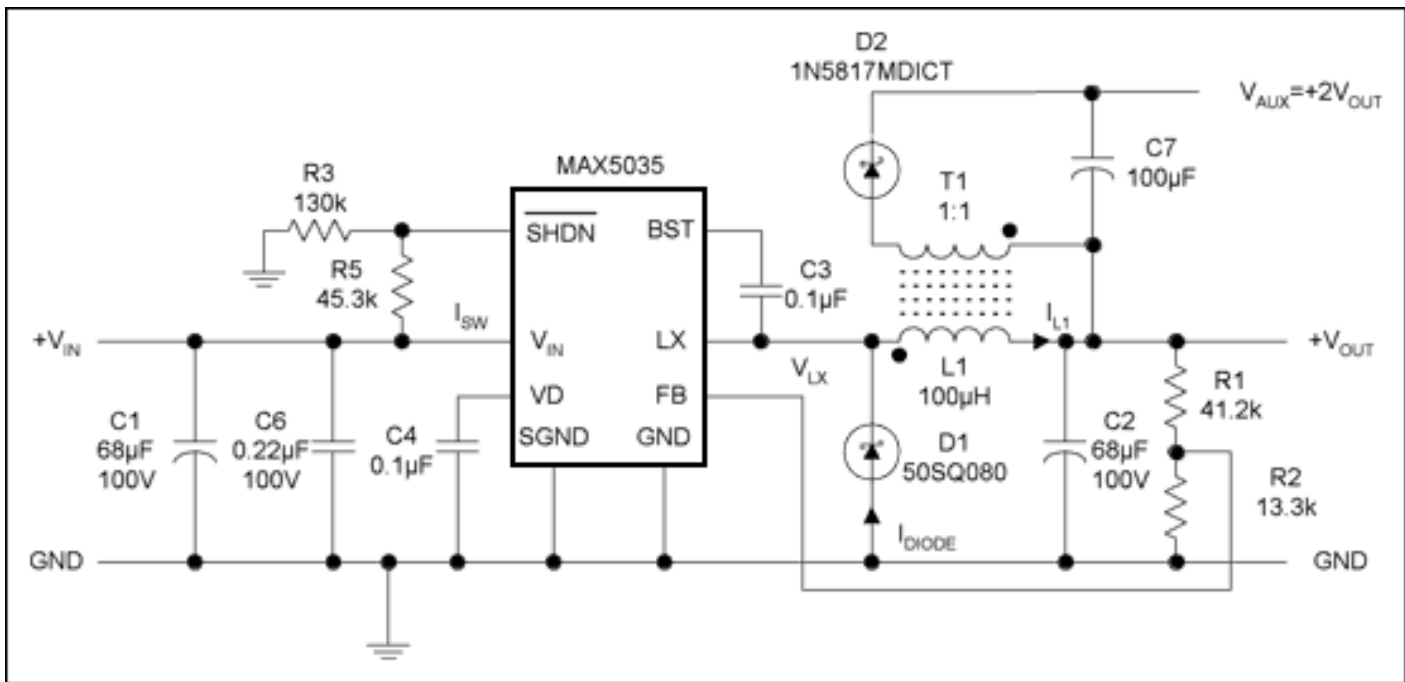 D2
1N5817MDICT
V_AUX=+2V_OUT
C7
100µF
MAX5035
T1
1:1
R3
130k
SHDN
BST
R5
45.3k
C3
0.1µF
I_SW
I_L1
+V_IN
V_IN
LX
+V_OUT
V_LX
L1
100µH
R1
41.2k
VD
FB
C1
68µF
100V
C6
0.22µF
100V
C4
0.1µF
SGND
GND
D1
50SQ080
C2
68µF
100V
R2
13.3k
I_DIODE
GND
GND